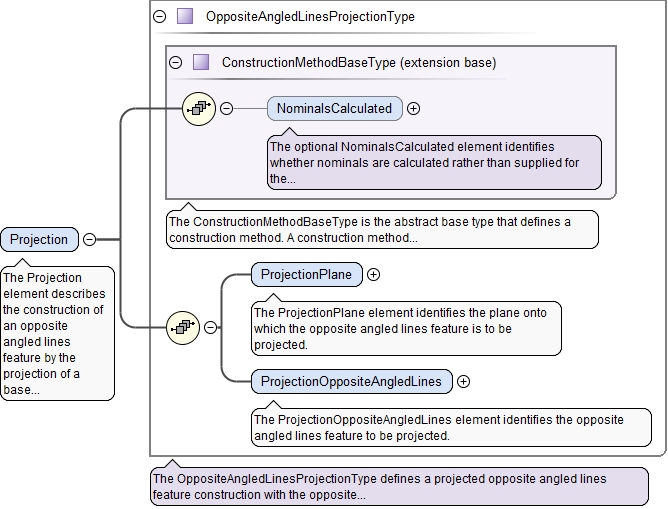 OppositeAngledLinesProjectionType
ConstructionMethodBaseType (extension base)
NominalsCalculated
The optional NominalsCalculated element identifies
whether nominals are calculated rather than supplied for
the...
The ConstructionMethodBaseType is the abstract base type that defines a
construction method. A construction method...
Projection
The Projection
element describes
the construction of
an opposite
angled lines
feature by the
projection of a
base...
ProjectionPlane
The ProjectionPlane element identifies the plane onto
which the opposite angled lines feature is to be
projected.
ProjectionOppositeAngledLines
The ProjectionOppositeAngledLines element identifies the opposite
angled lines feature to be projected.
The OppositeAngledLinesProjectionType defines a projected opposite angled lines
feature construction with the opposite...